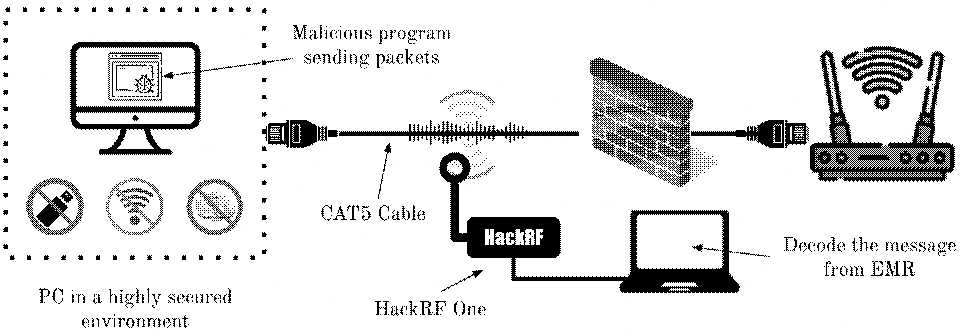 Malicious program
sending packets
CAT5 Cable
HackRF
Decode the message
from EMR
HackRF One
PC in a highly secured
environment